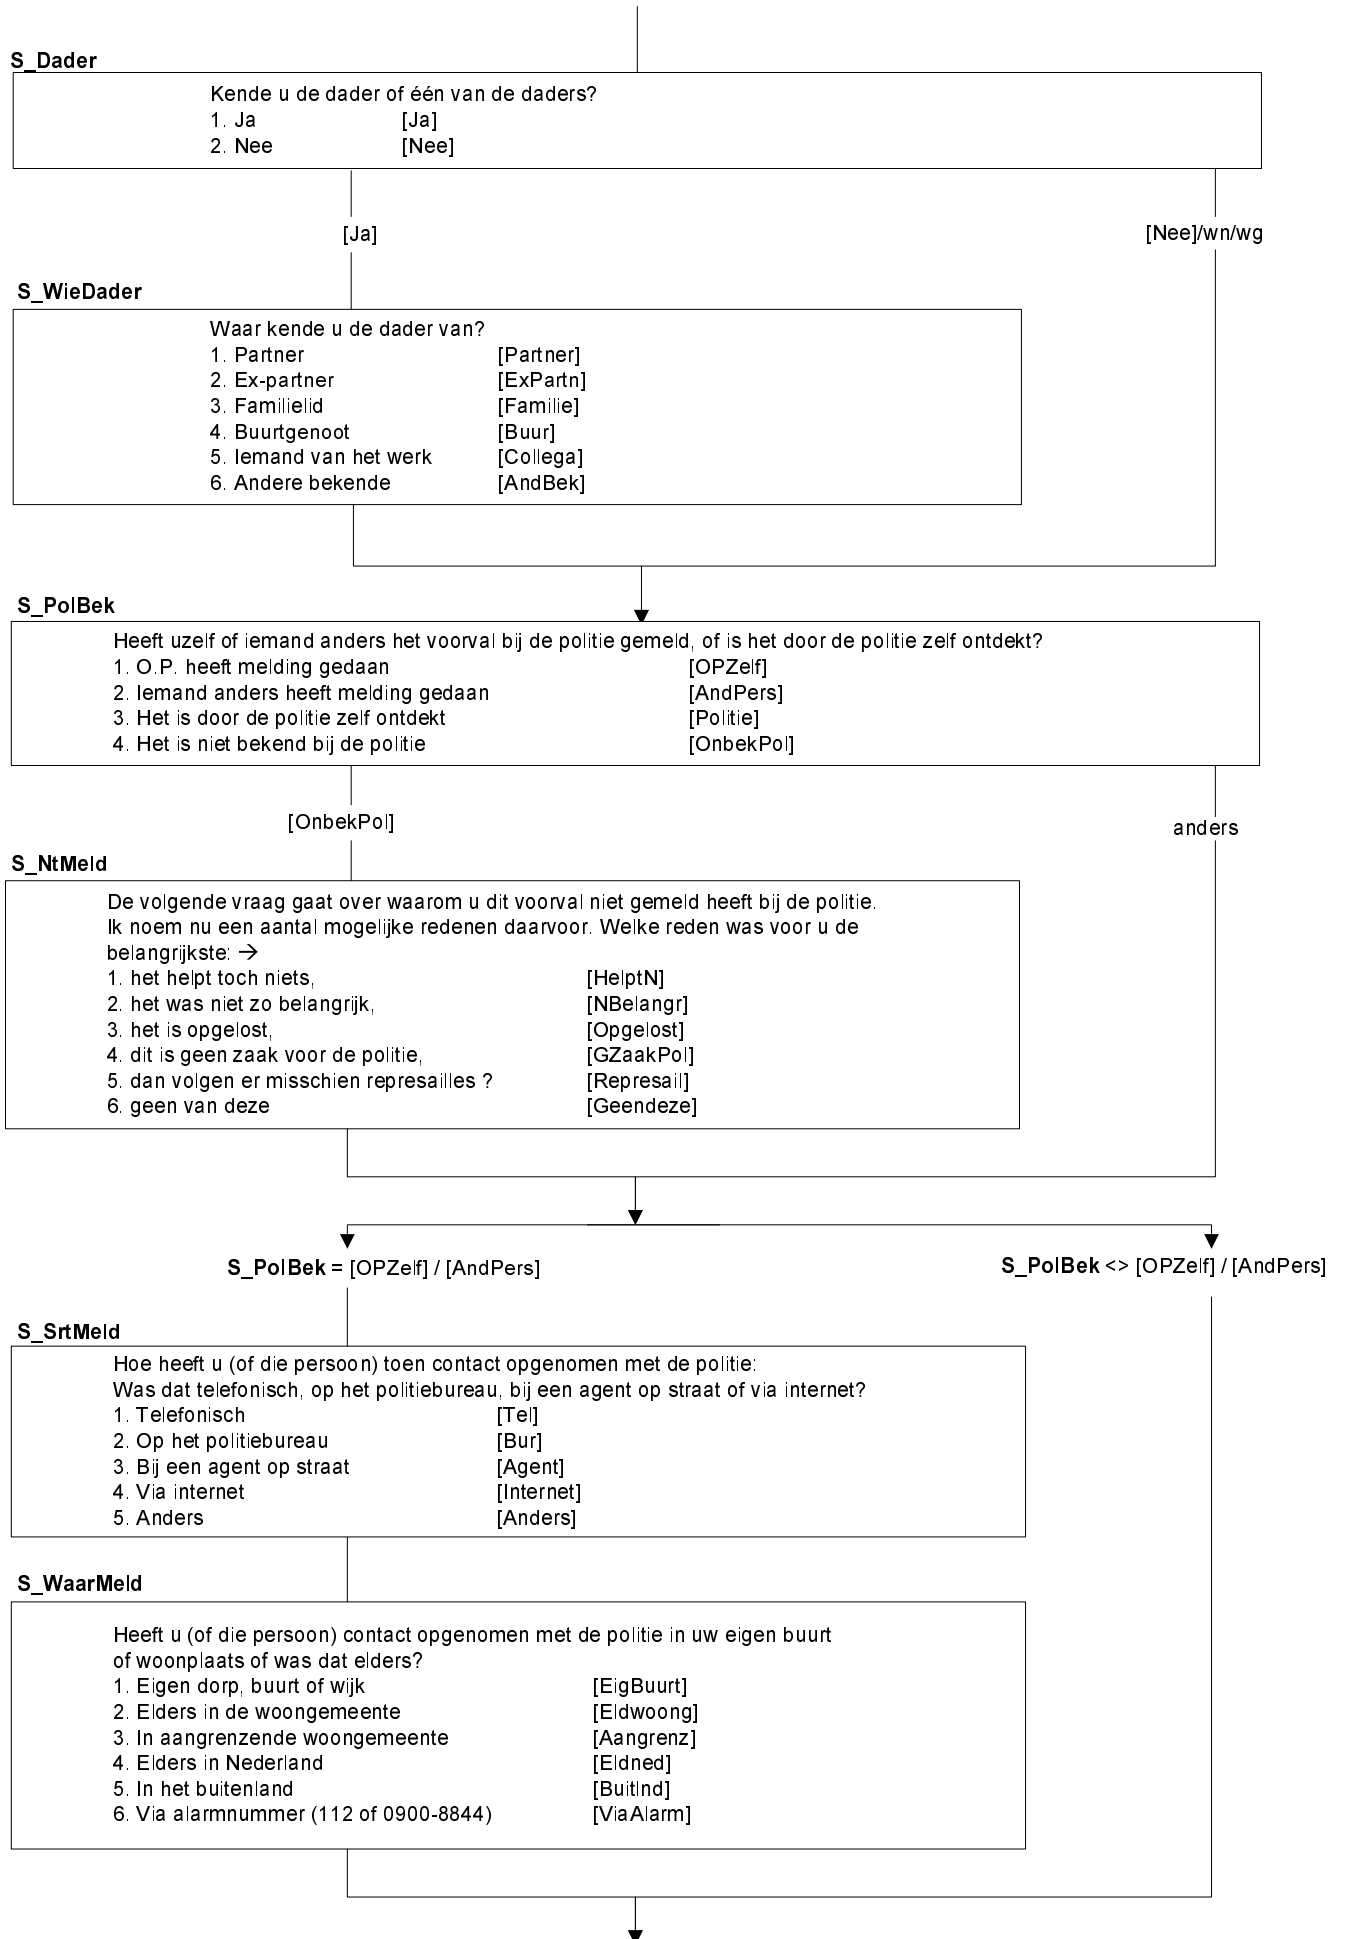 S_Dader
Kende u de dader of één van de daders?
1. Ja [Ja]
2. Nee [Nee]
[Ja]
[Nee]/wn/wg
S_WieDader
Waar kende u de dader van?
1. Partner [Partner]
2. Ex-partner [ExPartn]
3. Familielid [Familie]
4. Buurtgenoot [Buur]
5. Iemand van het werk [Collega]
6. Andere bekende [AndBek]
S_PolBek
Heeft uzelf of iemand anders het voorval bij de politie gemeld, of is het door de politie zelf ontdekt?
1. O.P. heeft melding gedaan [OPZelf]
2. Iemand anders heeft melding gedaan [AndPers]
3. Het is door de politie zelf ontdekt [Politie]
4. Het is niet bekend bij de politie [OnbekPol]
[OnbekPol]
anders
S_NtMeld
De volgende vraag gaat over waarom u dit voorval niet gemeld heeft bij de politie.
Ik noem nu een aantal mogelijke redenen daarvoor. Welke reden was voor u de
belangrijkste: →
1. het helpt toch niets, [HelptN]
2. het was niet zo belangrijk, [NBelangr]
3. het is opgelost, [Opgelost]
4. dit is geen zaak voor de politie, [GZaakPol]
5. dan volgen er misschien represailles ? [Represail]
6. geen van deze [Geendeze]
S_PolBek = [OPZelf] / [AndPers]
S_PolBek <> [OPZelf] / [AndPers]
S_SrtMeld
Hoe heeft u (of die persoon) toen contact opgenomen met de politie:
Was dat telefonisch, op het politiebureau, bij een agent op straat of via internet?
1. Telefonisch [Tel]
2. Op het politiebureau [Bur]
3. Bij een agent op straat [Agent]
4. Via internet [Internet]
5. Anders [Anders]
S_WaarMeld
Heeft u (of die persoon) contact opgenomen met de politie in uw eigen buurt
of woonplaats of was dat elders?
1. Eigen dorp, buurt of wijk [EigBuurt]
2. Elders in de woongemeente [Eldwoong]
3. In aangrenzende woongemeente [Aangrenz]
4. Elders in Nederland [Eldned]
5. In het buitenland [Buitlnd]
6. Via alarmnummer (112 of 0900-8844) [ViaAlarm]